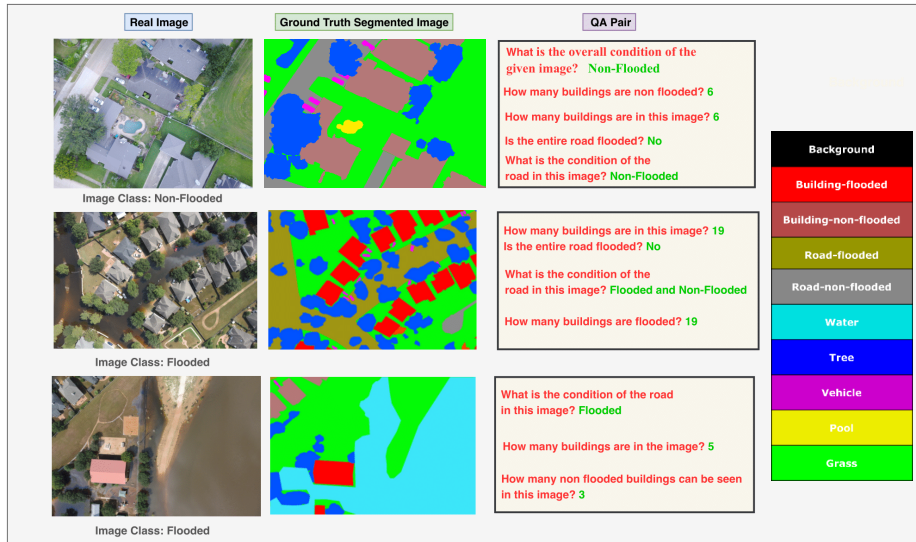 Real Image
Ground Truth Segmented Image
QA Pair
What is the overall condition of the
given image? Non-Flooded
How many buildings are non flooded? 6
How many buildings are in this image? 6
Is the entire road flooded? No
What is the condition of the
road in this image? Non-Flooded
Image Class: Non-Flooded
How many buildings are in this image? 19
Is the entire road flooded? No
What is the condition of the
road in this image? Flooded and Non-Flooded
How many buildings are flooded? 19
Image Class: Flooded
What is the condition of the road
in this image? Flooded
How many buildings are in the image? 5
How many non flooded buildings can be seen
in this image? 3
Image Class: Flooded
Background
Building-flooded
Building-non-flooded
Road-flooded
Road-non-flooded
Water
Tree
Vehicle
Pool
Grass